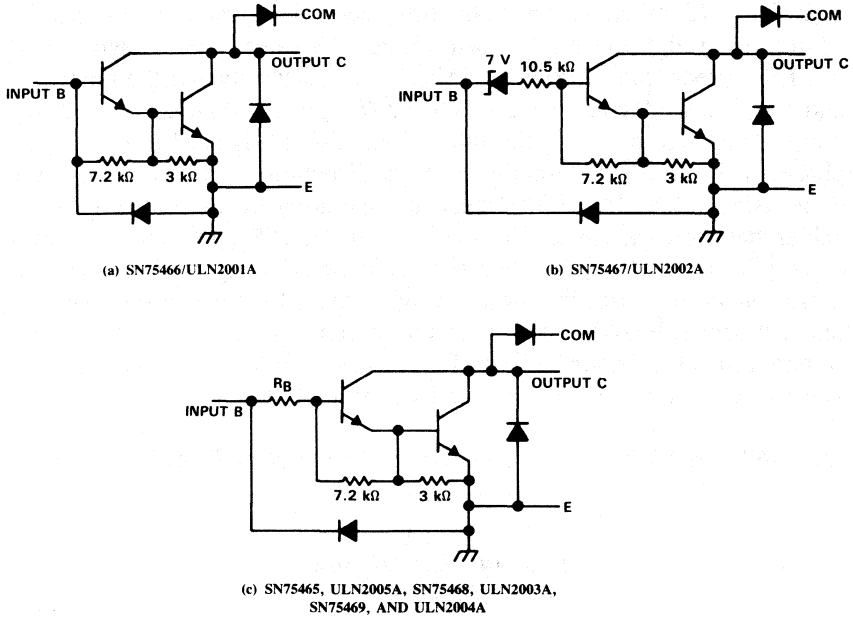 COM
OUTPUT C
INPUT B
7.2 kΩ
3 kΩ
E
(a) SN75466/ULN2001A
COM
7 V
10.5 kΩ
OUTPUT C
INPUT B
7.2 kΩ
3 kΩ
E
(b) SN75467/ULN2002A
COM
RB
OUTPUT C
INPUT B
7.2 kΩ
3 kΩ
E
(c) SN75465, ULN2005A, SN75468, ULN2003A,
SN75469, AND ULN2004A